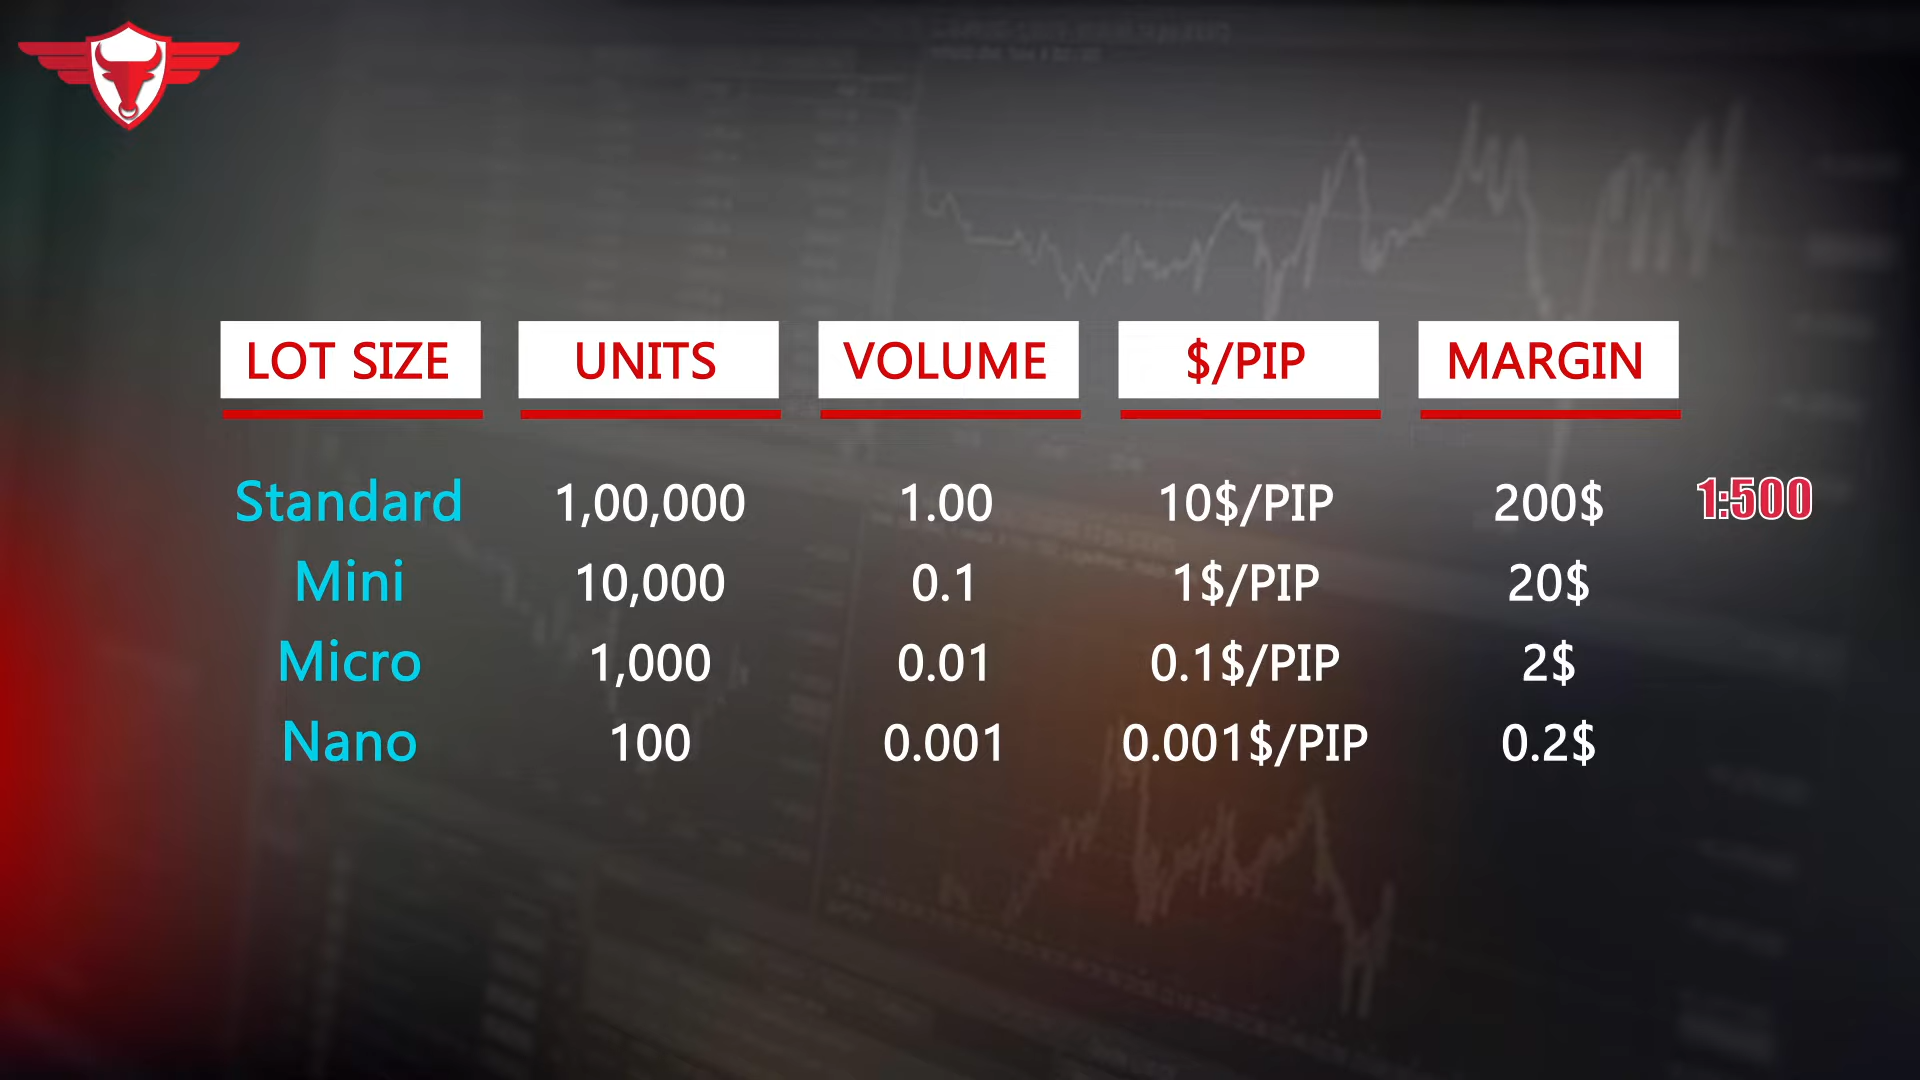 LOT SIZE UNITS VOLUME $/PIP MARGIN
Standard 1,00,000 1.00 10$/PIP 200$ 1:500
Mini 10,000 0.1 1$/PIP 20$
Micro 1,000 0.01 0.1$/PIP 2$
Nano 100 0.001 0.001$/PIP 0.2$